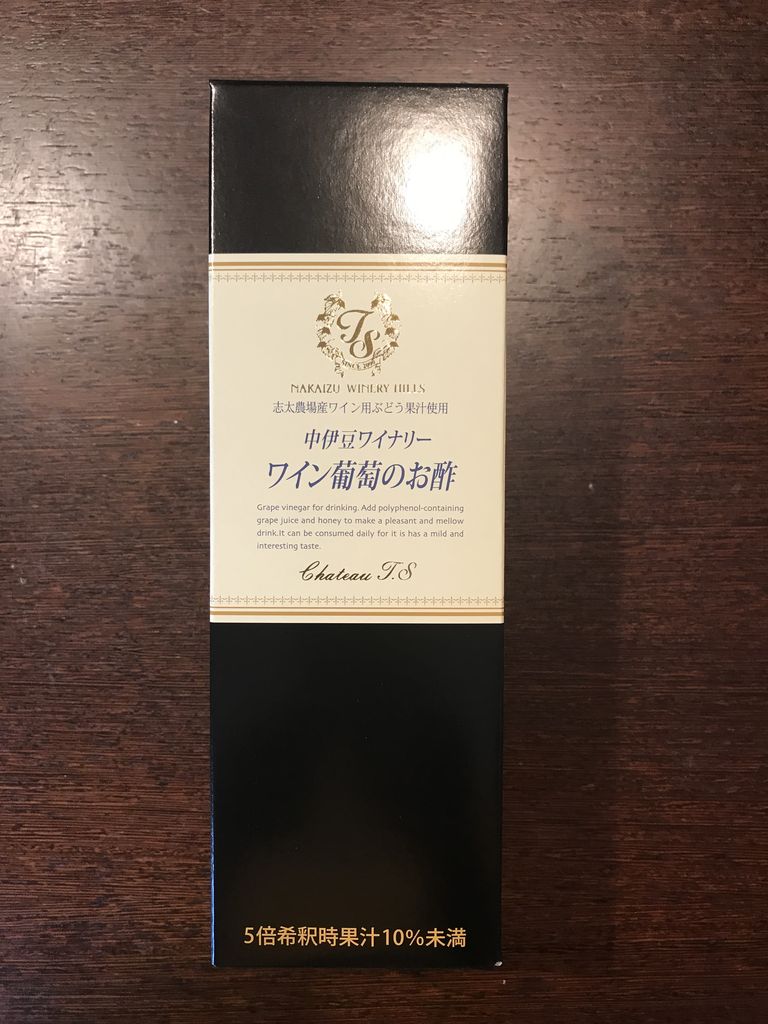 TS
NAKAIZU WINERY HILLS
志太農場産ワイン用ぶどう果汁使用
中伊豆ワイナリー
ワイン葡萄のお酢
Grape vinegar for drinking. Add polyphenol-containing
grape juice and honey to make a pleasant and mellow
drink.It can be consumed daily for it is has a mild and
interesting taste.
Chateau T.S
5倍希釈時果汁10%未満